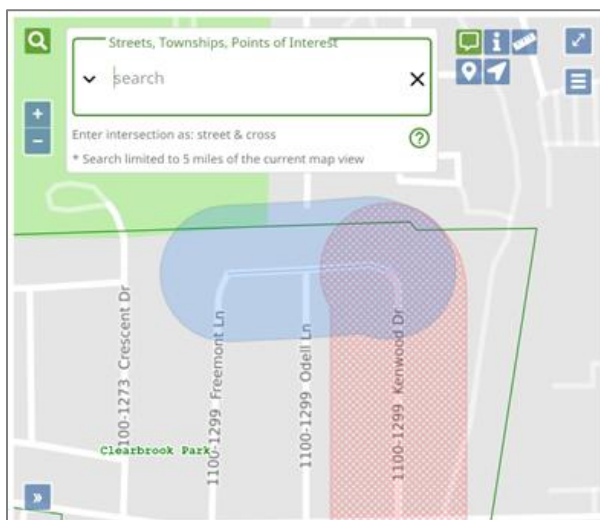 Streets, Townships, Points of Interest
search
Enter intersection as: street & cross
* Search limited to 5 miles of the current map view
1100-1273 Crescent Dr
1100-1299 Freemont Ln
1100-1299 Odell Ln
1100-1299 Kenwood Dr
Clearbrook Park